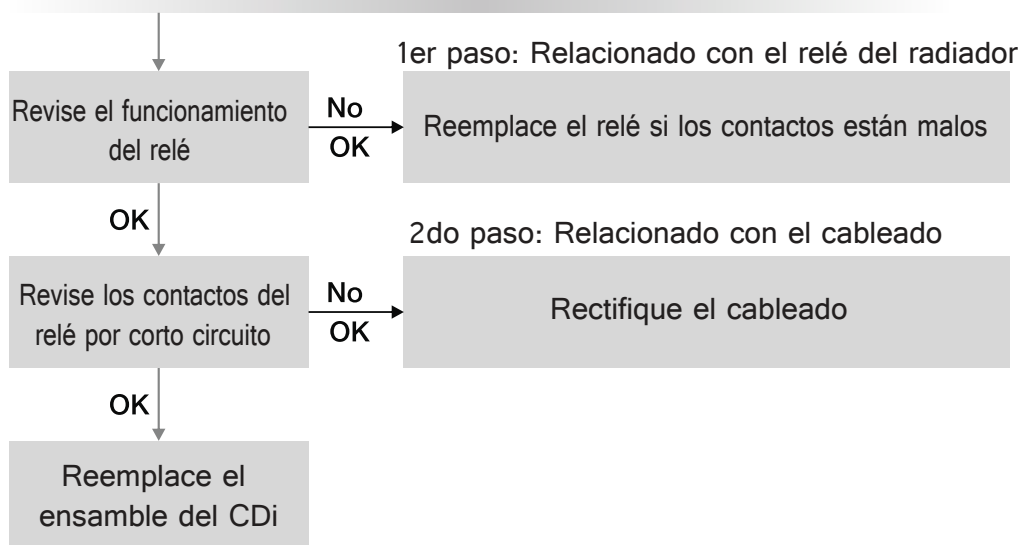 1er paso: Relacionado con el relé del radiador
Revise el funcionamiento
del relé
No
OK
Reemplace el relé si los contactos están malos
OK
2do paso: Relacionado con el cableado
Revise los contactos del
relé por corto circuito
No
OK
Rectifique el cableado
OK
Reemplace el
ensamble del CDi